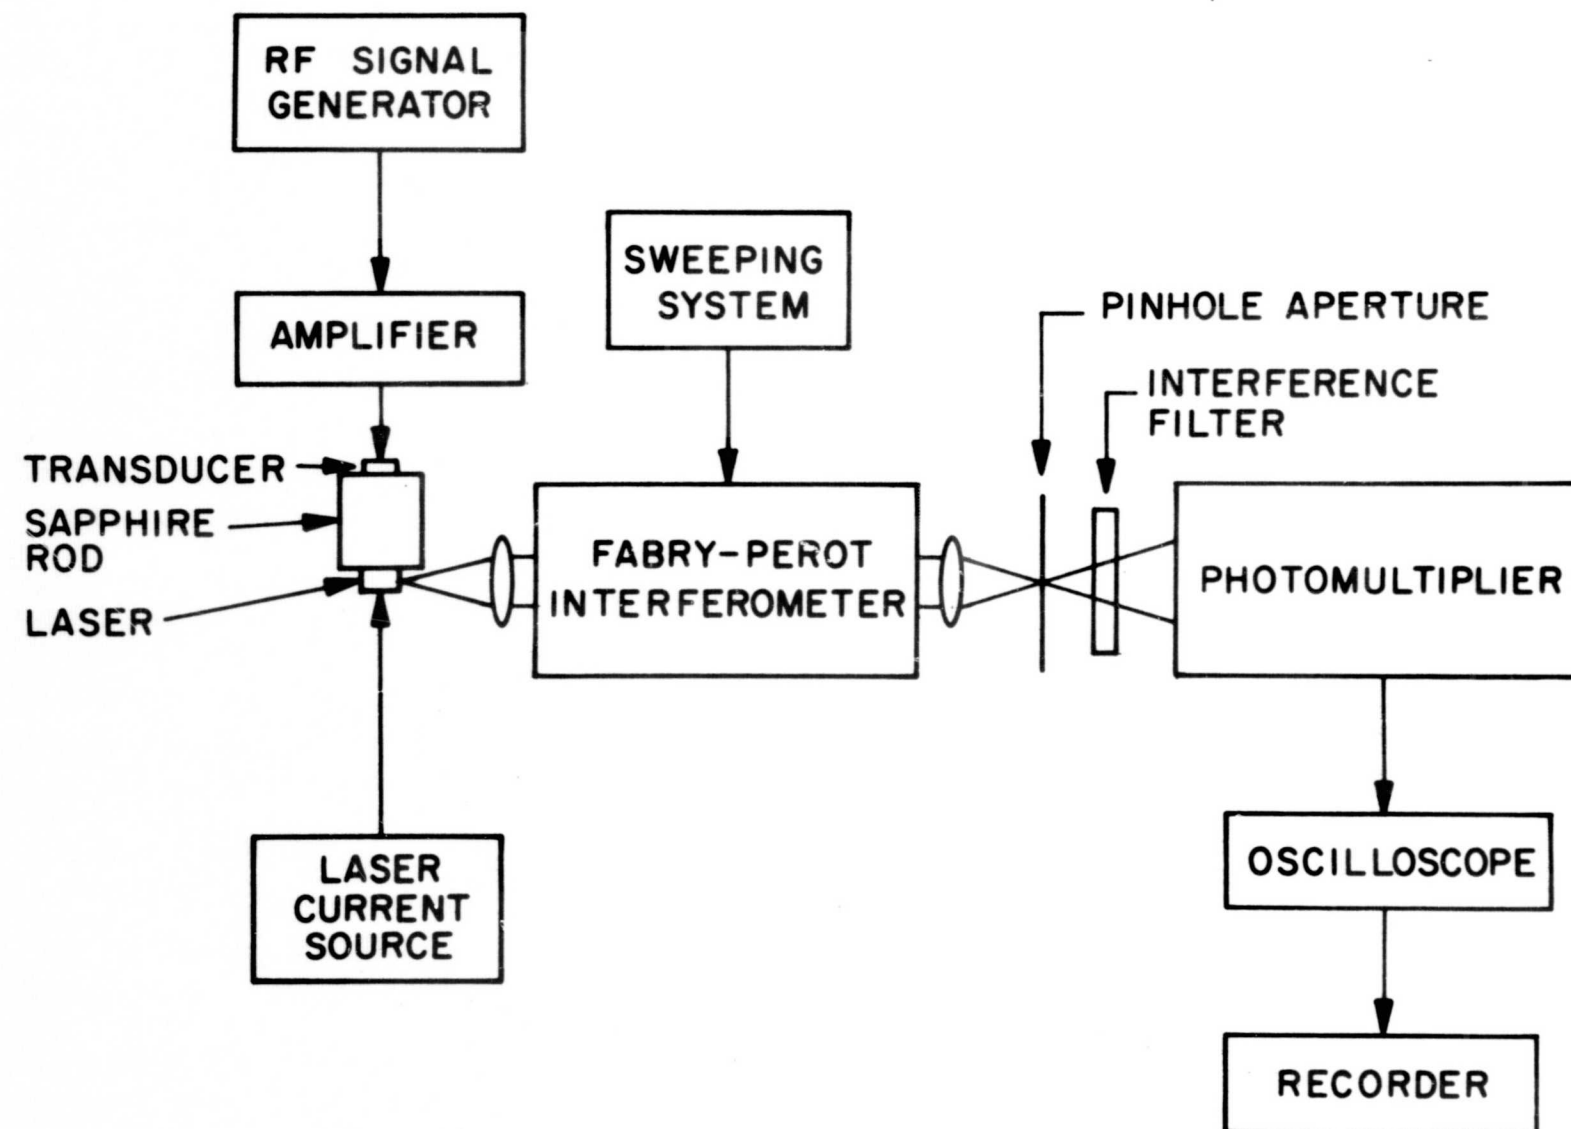 RF SIGNAL
GENERATOR
AMPLIFIER
SWEEPING
SYSTEM
PINHOLE APERTURE
INTERFERENCE
FILTER
TRANSDUCER
SAPPHIRE
ROD
LASER
FABRY-PEROT
INTERFEROMETER
PHOTOMULTIPLIER
LASER
CURRENT
SOURCE
OSCILLOSCOPE
RECORDER